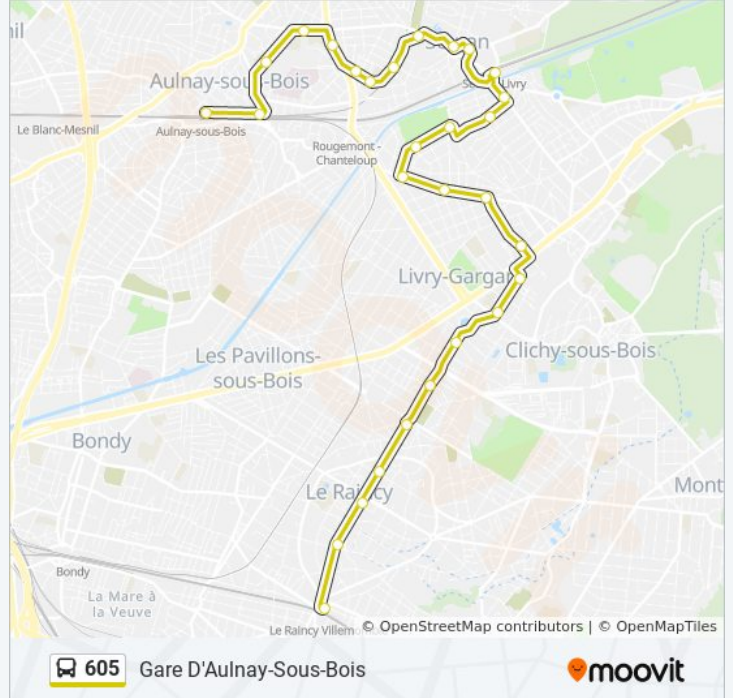 nil
Sevran
Aulnay-sous-Bois
Sevran Livry
Le Blanc-Mesnil
Aulnay-sous-Bois
Rougemont -
Chanteloup
Livry-Gargan
Les Pavillons-
sous-Bois
Clichy-sous-Bois
Bondy
Le Raincy
Mont
Bondy
La Mare à
la Veuve
Le Raincy Villem
© OpenStreetMap contributors | © OpenMapTiles
605 Gare D'Aulnay-Sous-Bois
moovit